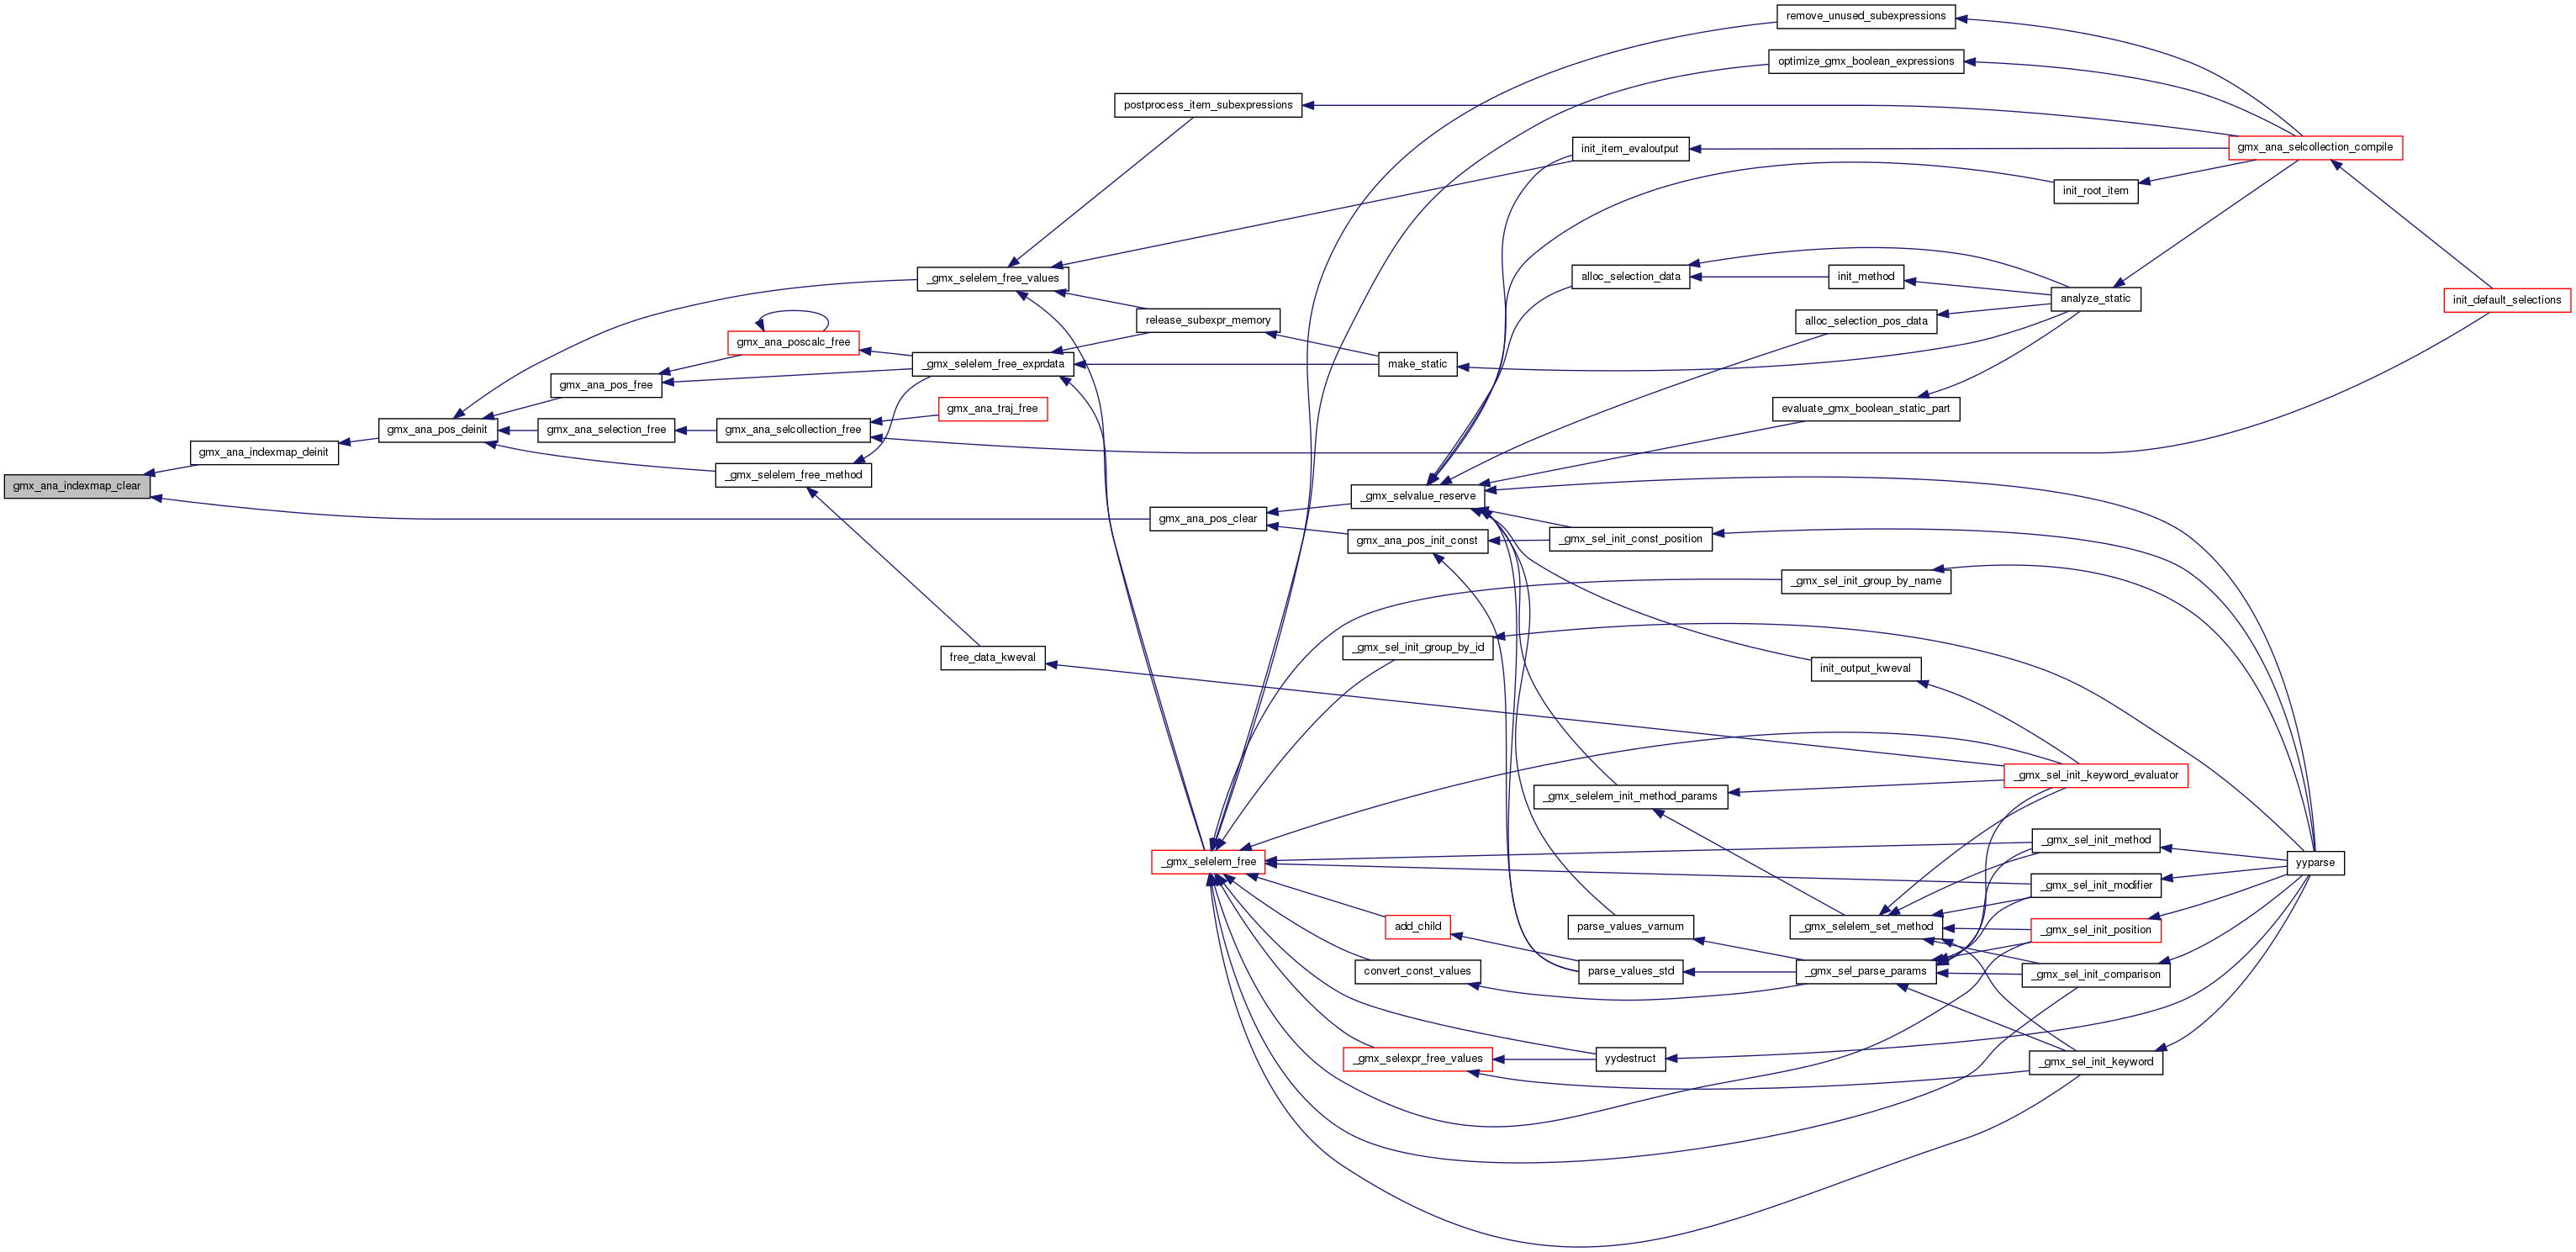 remove_unused_subexpressions
optimize_gmx_boolean_expressions
postprocess_item_subexpressions
init_item_evaloutput
gmx_ana_selcollection_compile
init_root_item
_gmx_selelem_free_values
alloc_selection_data
init_method
analyze_static
init_default_selections
release_subexpr_memory
alloc_selection_pos_data
gmx_ana_poscalc_free
_gmx_selelem_free_exprdata
make_static
gmx_ana_pos_free
gmx_ana_traj_free
evaluate_gmx_boolean_static_part
gmx_ana_pos_deinit
gmx_ana_selection_free
gmx_ana_selcollection_free
gmx_ana_indexmap_deinit
_gmx_selelem_free_method
gmx_ana_indexmap_clear
_gmx_selvalue_reserve
gmx_ana_pos_clear
gmx_ana_pos_init_const
_gmx_sel_init_const_position
_gmx_sel_init_group_by_name
_gmx_sel_init_group_by_id
free_data_kweval
init_output_kweval
_gmx_sel_init_keyword_evaluator
_gmx_selelem_init_method_params
_gmx_sel_init_method
_gmx_selelem_free
yyparse
_gmx_sel_init_modifier
add_child
parse_values_varnum
_gmx_selelem_set_method
_gmx_sel_init_position
convert_const_values
parse_values_std
_gmx_sel_parse_params
_gmx_sel_init_comparison
_gmx_selexpr_free_values
yydestruct
_gmx_sel_init_keyword